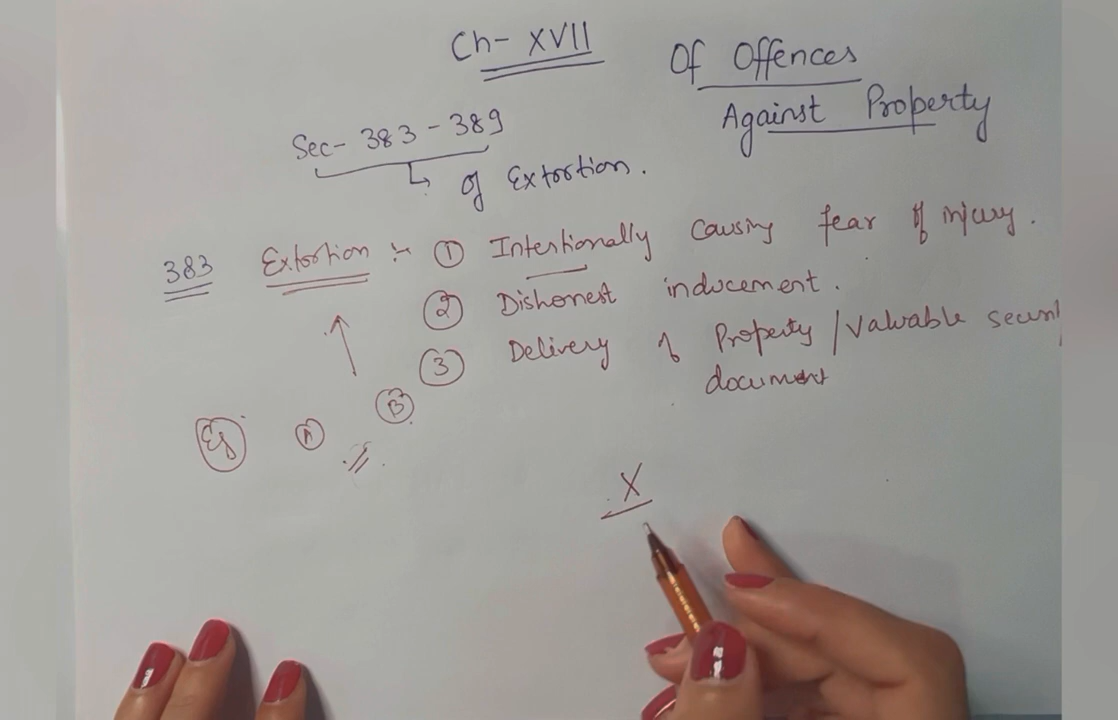 Ch- XVII
Of Offences
Against Property
Sec- 383 - 389
of Extortion.
383 Extortion :- ① Intentionally causing fear of injury.
② Dishonest inducement.
③ Delivery of Property / Valuable
document
Eg A B
X